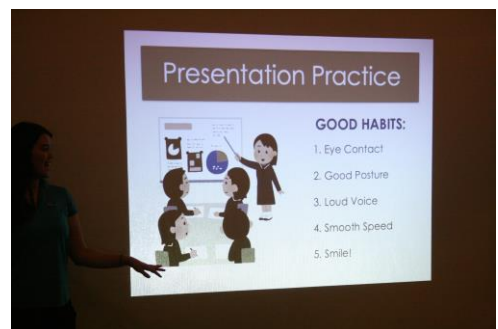 Presentation Practice
GOOD HABITS:
1. Eye Contact
2. Good Posture
3. Loud Voice
4. Smooth Speed
5. Smile!